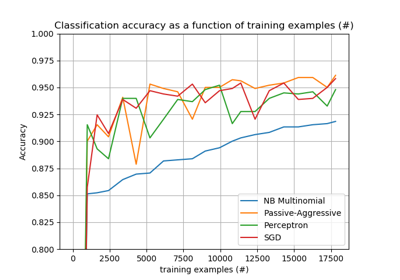 Classification accuracy as a function of training examples (#)
1.000
0.975
0.950
0.925
0.900
0.875
0.850
0.825
0.800
Accuracy
NB Multinomial
Passive-Aggressive
Perceptron
SGD
0 2500 5000 7500 10000 12500 15000 17500
training examples (#)